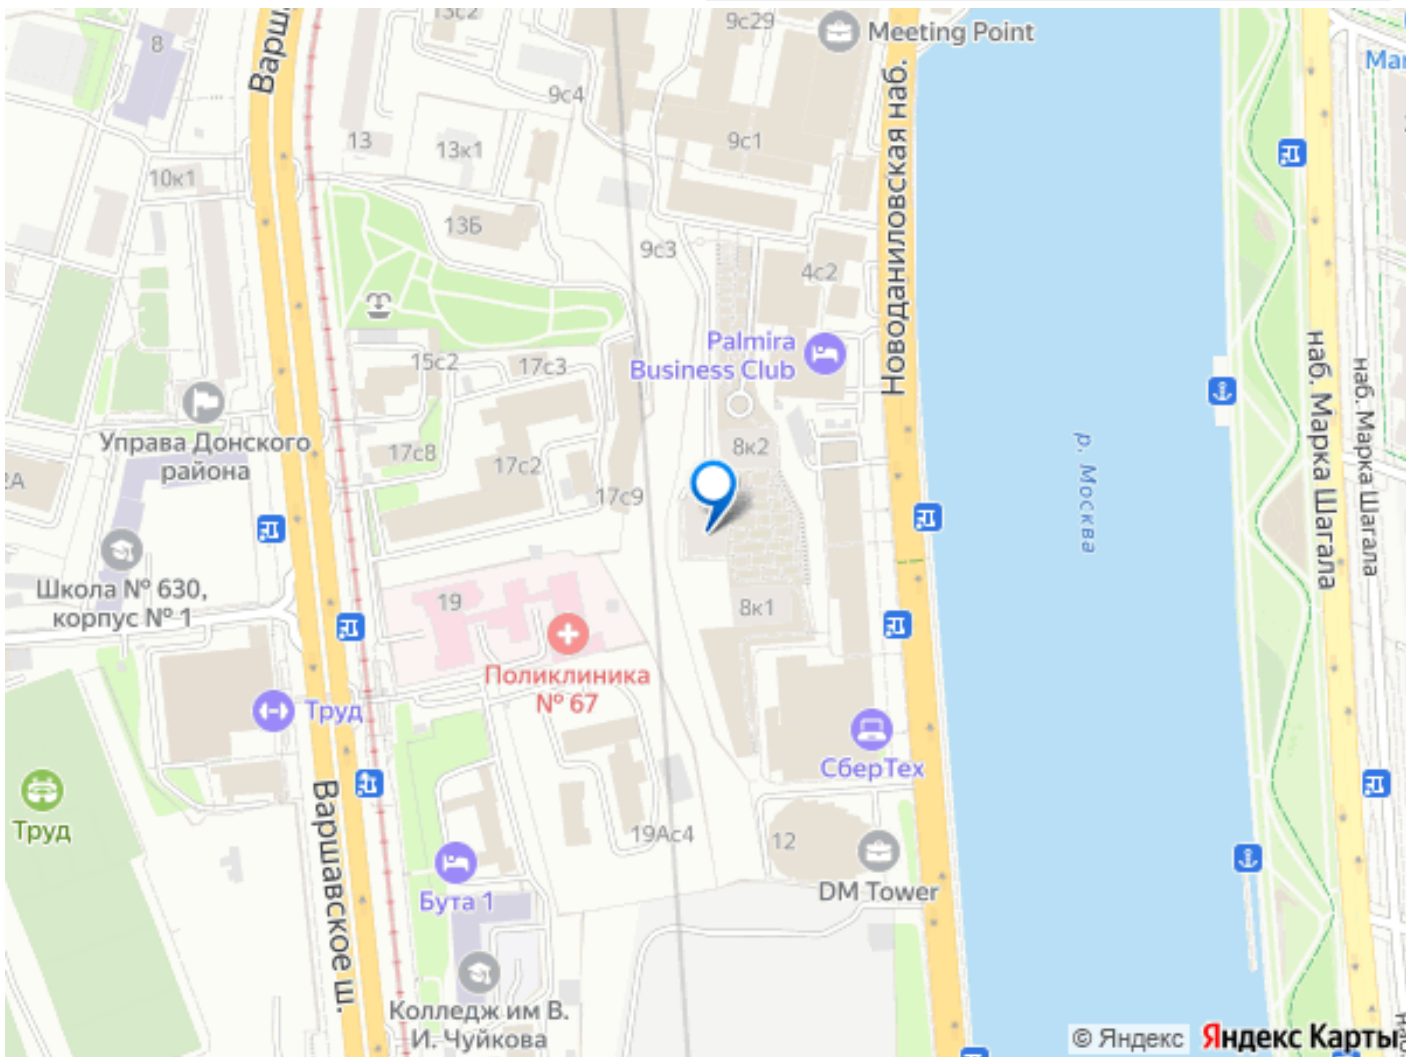 13с2
9с29
Meeting Point
8
Варш
Mar
9с4
13
13к1
9с1
Новоданиловская наб.
10к1
13Б
9с3
4с2
Palmira
Business Club
15с2
17с3
наб. Марка Шагала
наб. Марка Шагала
Управа Донского
района
8к2
17с8
17с2
2А
17с9
р. Москва
Школа № 630,
корпус № 1
19
8к1
Поликлиника
№ 67
Труд
СберТех
Труд
Варшавское ш.
19Ас4
12
DM Tower
Бута 1
Колледж им В.
И. Чуйкова
© Яндекс
Яндекс Карты